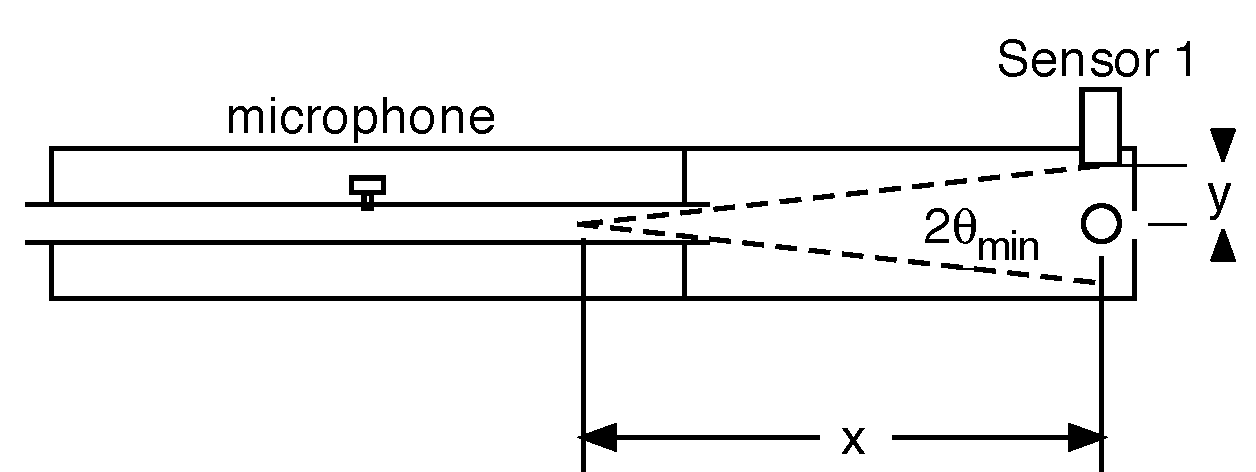 Sensor 1
microphone
y
2θmin
x